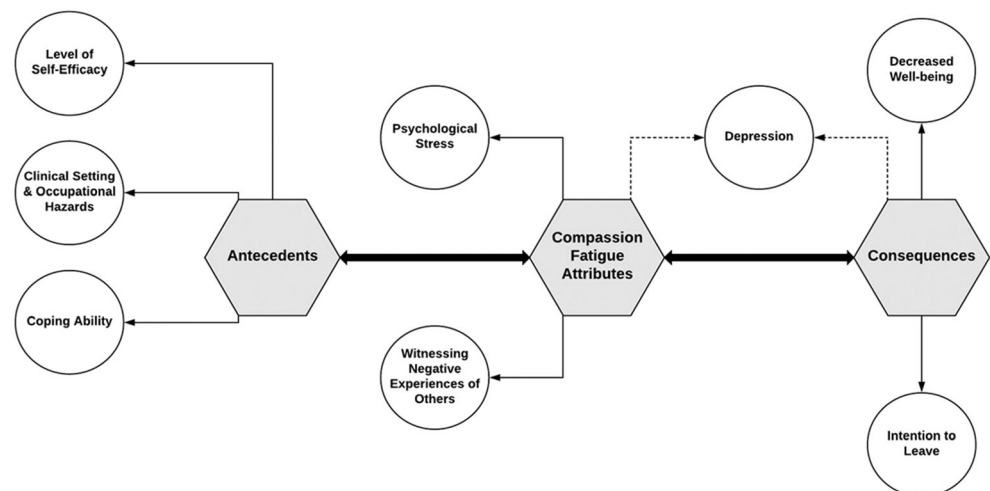 Level of
Self-Efficacy
Clinical Setting
& Occupational
Hazards
Coping Ability
Antecedents
Psychological
Stress
Compassion
Fatigue
Attributes
Witnessing
Negative
Experiences of
Others
Depression
Decreased
Well-being
Consequences
Intention to
Leave